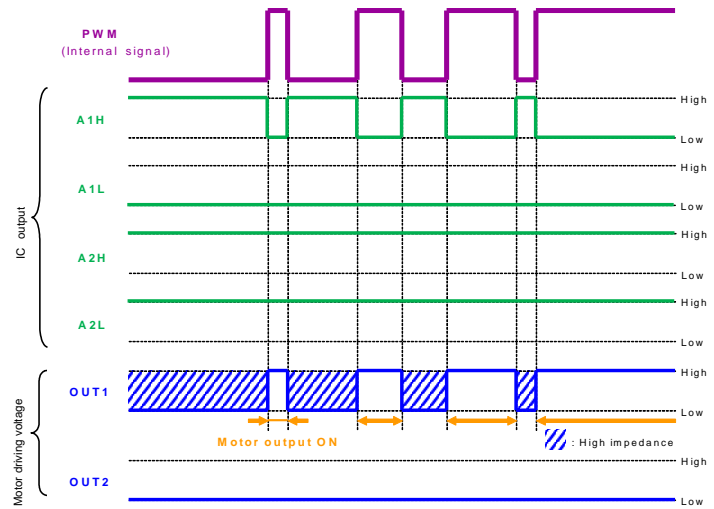 PWM
(Internal signal)
A1H
High
Low
A1L
High
Low
A2H
High
Low
A2L
High
Low
IC output
OUT1
High
Low
Motor output ON
: High impedance
OUT2
High
Low
Motor driving voltage